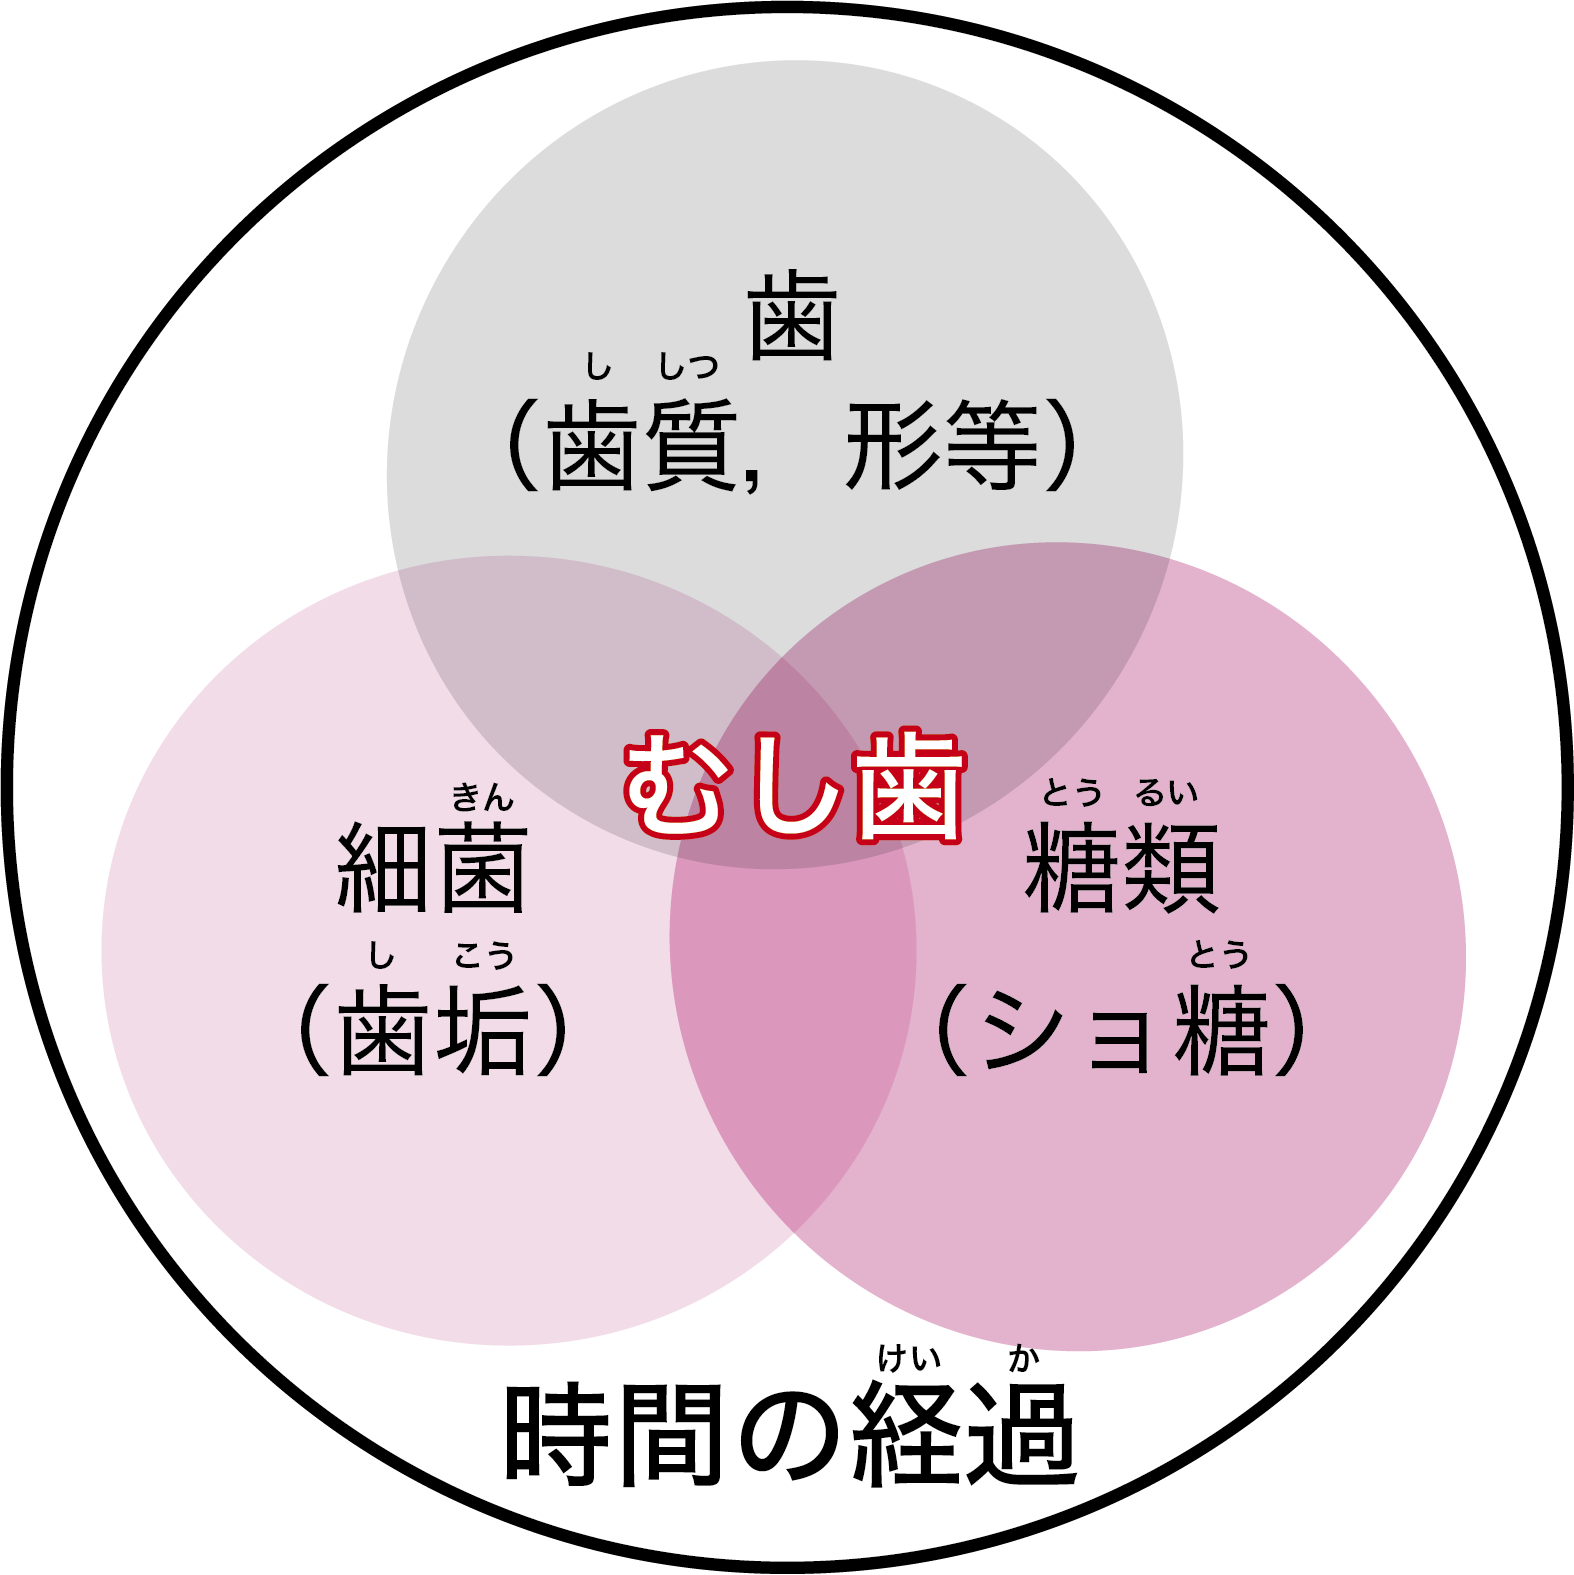 歯
し しつ
（歯質，形等）
むし歯
きん
細菌
し こう
（歯垢）
とう るい
糖類
とう
（ショ糖）
けい か
時間の経過